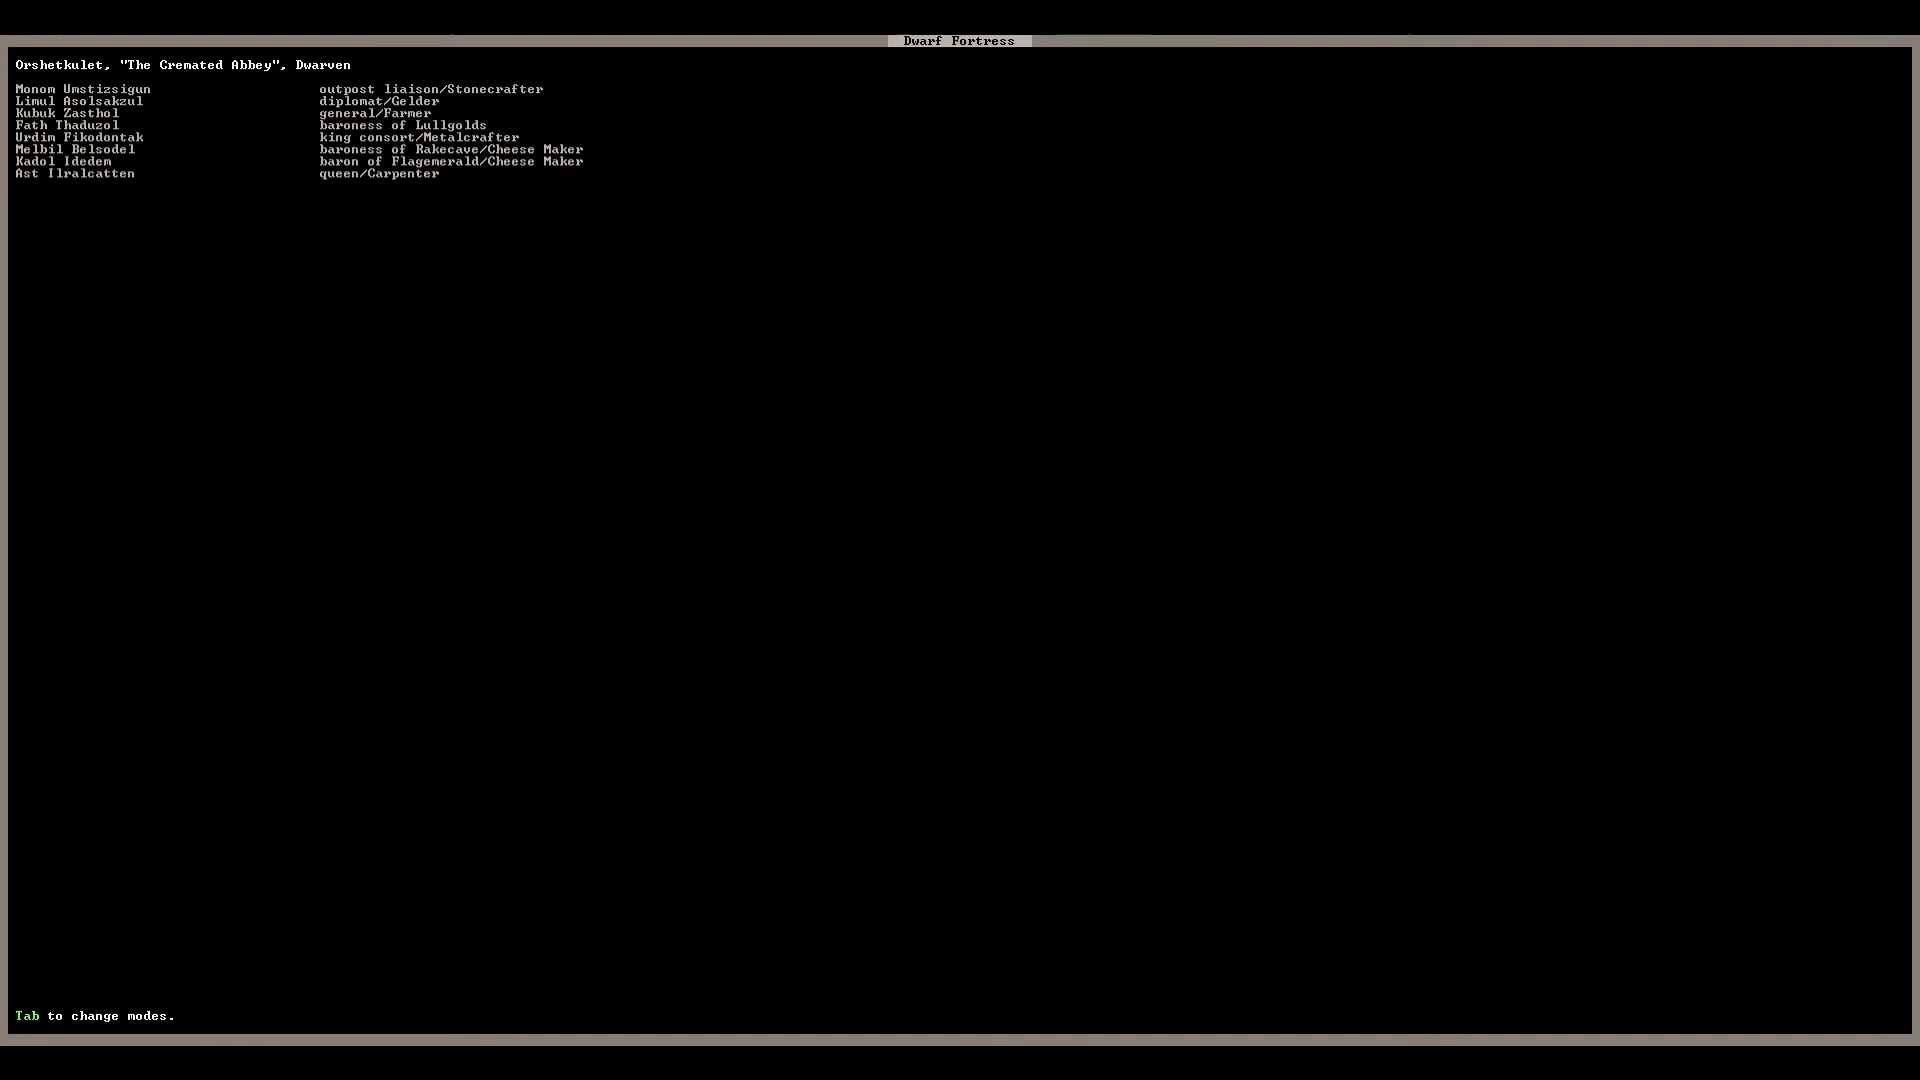 Dwarf Fortress
Orshetkulet, "The Cremated Abbey", Dwarven
Monom Umstizsigun outpost liaison/Stonecrafter
Limul Asolsakzul diplomat/Gelder
Kubuk Zasthol general/Farmer
Fath Thaduzol baroness of Lullgolds
Urdim Fikodontak king consort/Metalcrafter
Melbil Belsodel baroness of Rakecave/Cheese Maker
Kadol Idedem baron of Flagemerald/Cheese Maker
Ast Ilralcatten queen/Carpenter
Tab to change modes.